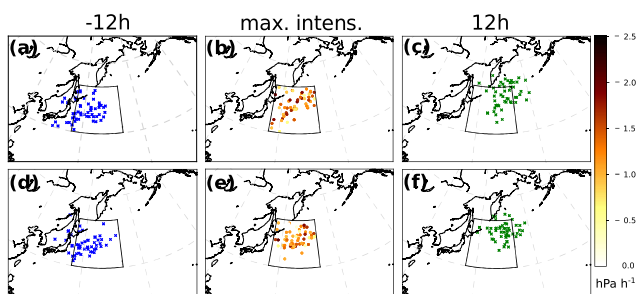 -12h max. intens. 12h
(a) (b) (c)
− 2.5
− 2.0
− 1.5
− 1.0
− 0.5
0.0
(d) (e) (f)
hPa h⁻¹